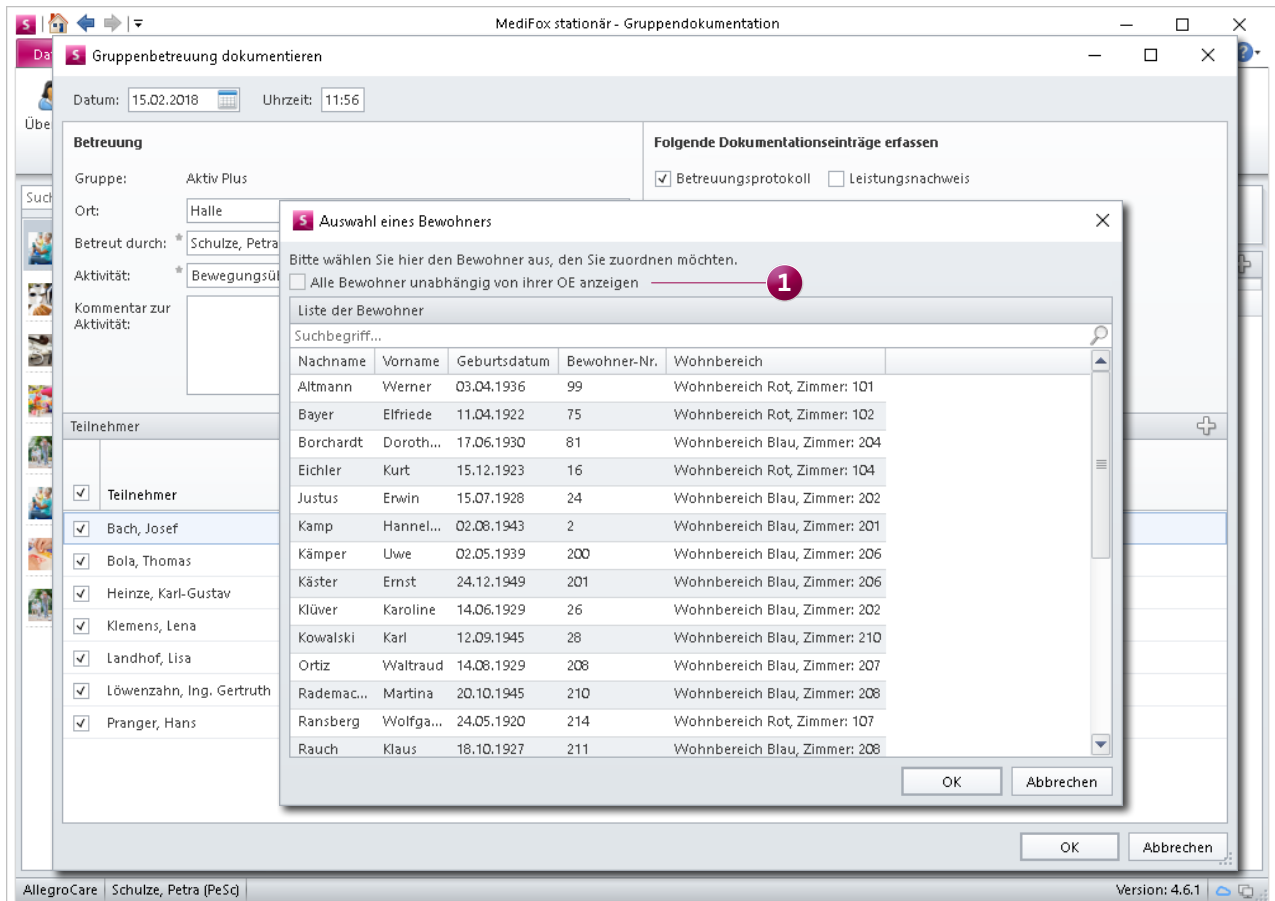 MediFox stationär - Gruppendokumentation
Da
Gruppenbetreuung dokumentieren
Datum: 15.02.2018 Uhrzeit: 11:56
Übe
Betreuung
Folgende Dokumentationseinträge erfassen
Gruppe: Aktiv Plus
Betreuungsprotokoll Leistungsnachweis
Such
Ort: Halle
Betreut durch: * Schulze, Petra
Aktivität: * Bewegungsü
Kommentar zur
Aktivität:
Auswahl eines Bewohners
Bitte wählen Sie hier den Bewohner aus, den Sie zuordnen möchten.
Alle Bewohner unabhängig von ihrer OE anzeigen 1
Liste der Bewohner
Suchbegriff...
Nachname Vorname Geburtsdatum Bewohner-Nr. Wohnbereich
Altmann Werner 03.04.1936 99 Wohnbereich Rot, Zimmer: 101
Bayer Elfriede 11.04.1922 75 Wohnbereich Rot, Zimmer: 102
Borchardt Doroth... 17.06.1930 81 Wohnbereich Blau, Zimmer: 204
Eichler Kurt 15.12.1923 16 Wohnbereich Rot, Zimmer: 104
Justus Erwin 15.07.1928 24 Wohnbereich Blau, Zimmer: 202
Kamp Hannel... 02.08.1943 2 Wohnbereich Blau, Zimmer: 201
Kämper Uwe 02.05.1939 200 Wohnbereich Blau, Zimmer: 206
Käster Ernst 24.12.1949 201 Wohnbereich Blau, Zimmer: 206
Klüver Karoline 14.06.1929 26 Wohnbereich Blau, Zimmer: 202
Kowalski Karl 12.09.1945 28 Wohnbereich Blau, Zimmer: 210
Ortiz Waltraud 14.08.1929 208 Wohnbereich Blau, Zimmer: 207
Rademac... Martina 20.10.1945 210 Wohnbereich Blau, Zimmer: 208
Ransberg Wolfga... 24.05.1920 214 Wohnbereich Rot, Zimmer: 107
Rauch Klaus 18.10.1927 211 Wohnbereich Blau, Zimmer: 208
OK Abbrechen
Teilnehmer
Teilnehmer
Bach, Josef
Bola, Thomas
Heinze, Karl-Gustav
Klemens, Lena
Landhof, Lisa
Löwenzahn, Ing. Gertruth
Pranger, Hans
OK Abbrechen
AllegroCare Schulze, Petra (PeSc) Version: 4.6.1